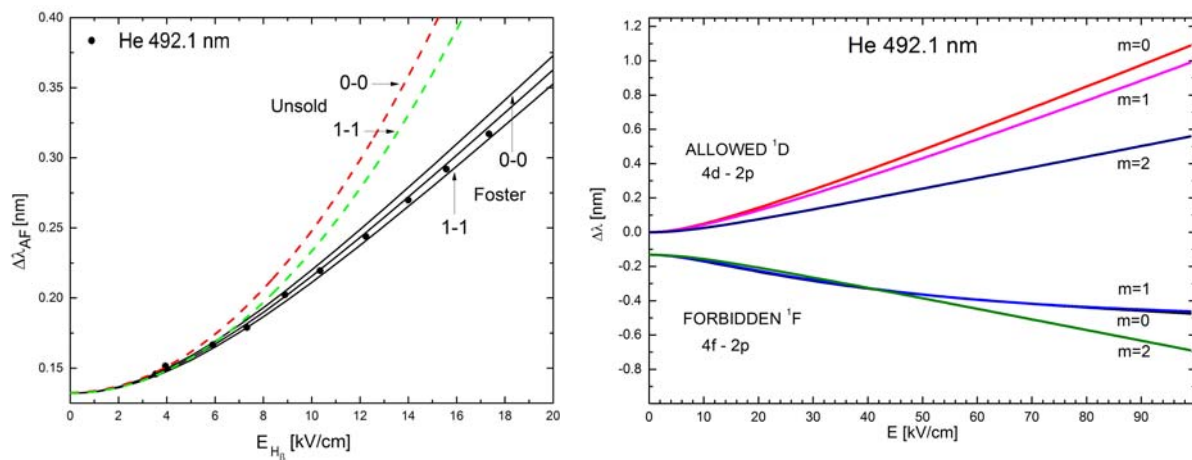 0.40
0.35
0.30
0.25
0.20
0.15
Δλ_AF [nm]
He 492.1 nm
Unsold
0-0
1-1
0-0
Foster
1-1
0 2 4 6 8 10 12 14 16 18 20
E_Hβ [kV/cm]
1.2
1.0
0.8
0.6
0.4
0.2
0.0
-0.2
-0.4
-0.6
-0.8
Δλ [nm]
He 492.1 nm
m=0
m=1
ALLOWED ¹D
4d - 2p
m=2
m=1
FORBIDDEN ¹F
m=0
4f - 2p
m=2
0 10 20 30 40 50 60 70 80 90
E [kV/cm]